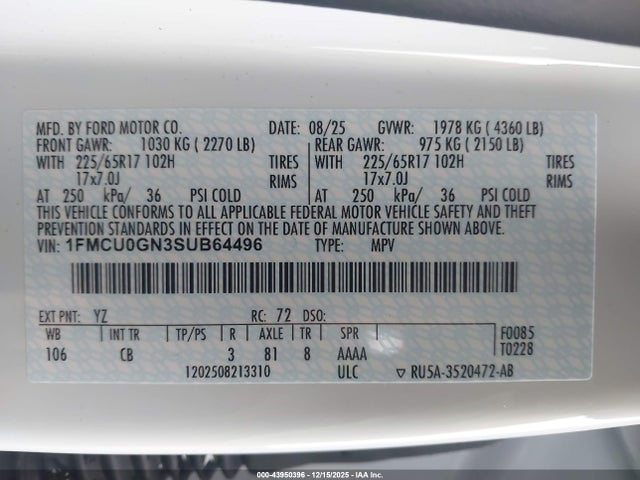 MFD. BY FORD MOTOR CO. DATE: 08/25 GVWR: 1978 KG ( 4360 LB)
FRONT GAWR: 1030 KG ( 2270 LB) REAR GAWR: 975 KG ( 2150 LB)
WITH 225/65R17 102H TIRES WITH 225/65R17 102H TIRES
17x7.0J RIMS 17x7.0J RIMS
AT 250 kPa/ 36 PSI COLD AT 250 kPa/ 36 PSI COLD
THIS VEHICLE CONFORMS TO ALL APPLICABLE FEDERAL MOTOR VEHICLE SAFETY AND THEFT
PREVENTION STANDARDS IN EFFECT ON THE DATE OF MANUFACTURE SHOWN ABOVE.
VIN: 1FMCU0GN3SUB64496 TYPE: MPV
EXT PNT: YZ RC: 72 DSO:
WB INT TR TP/PS R AXLE TR SPR F0085
106 CB 3 81 8 AAAA T0228
1202508213310 ULC ▽ RU5A-3520472-AB
000-43950396 - 12/15/2025 - IAA Inc.